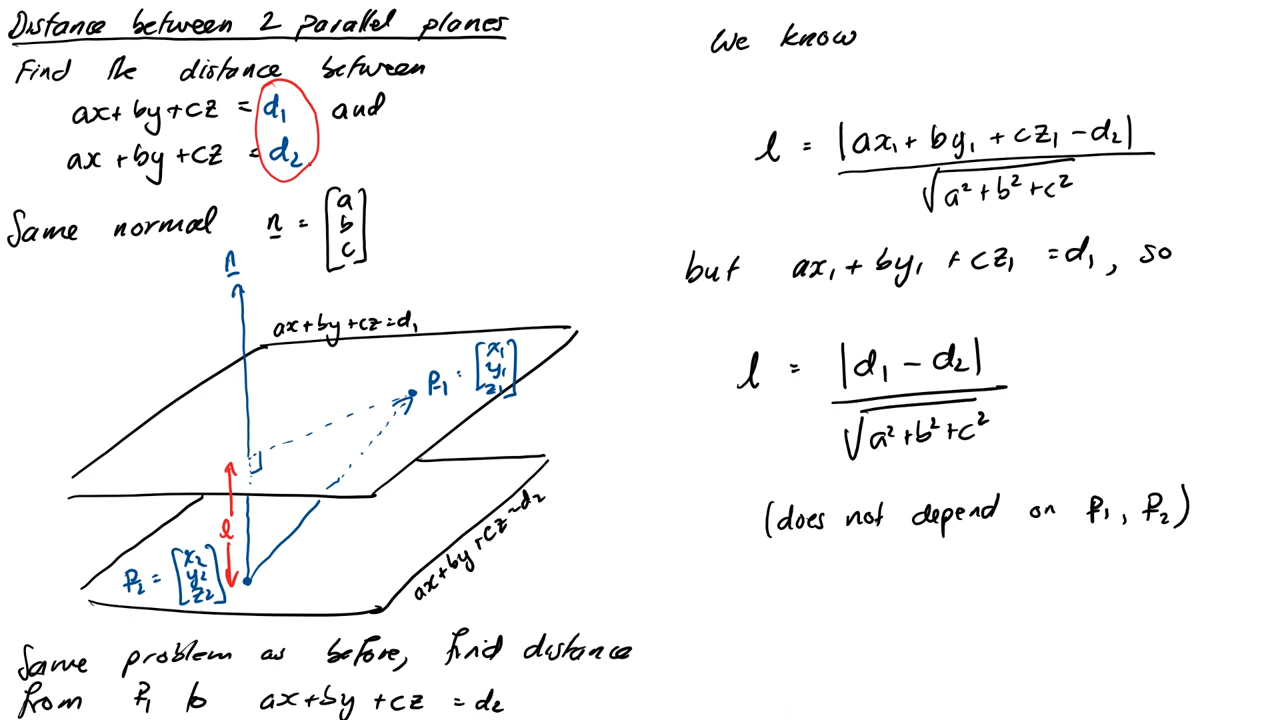 Distance between 2 parallel planes
Find the distance between
ax + by + cz = d₁ and
ax + by + cz = d₂
Same normal n = [a b c]
n
ax+by+cz=d₁
P₁ = [x₁ y₁ z₁]
l
P₂ = [x₂ y₂ z₂]
ax+by+cz=d₂
Same problem as before, find distance
from P₁ to ax+by+cz = d₂
We know
l = |ax₁ + by₁ + cz₁ - d₂| / √(a² + b² + c²)
but ax₁ + by₁ + cz₁ = d₁, so
l = |d₁ - d₂| / √(a² + b² + c²)
(does not depend on P₁, P₂)